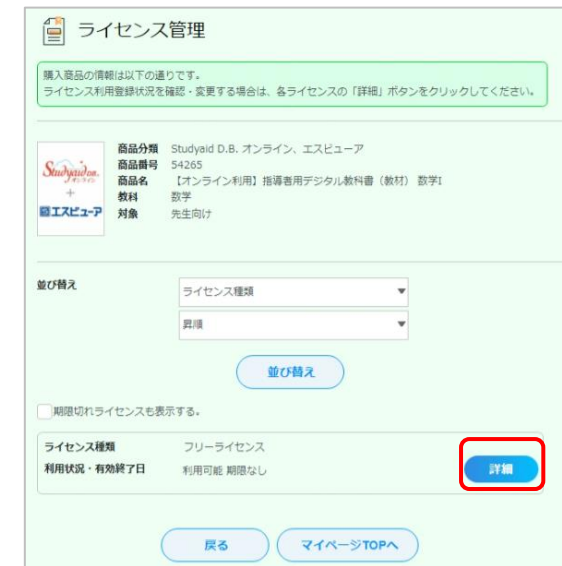 ライセンス管理
購入商品の情報は以下の通りです。
ライセンス利用登録状況を確認・変更する場合は、各ライセンスの「詳細」ボタンをクリックしてください。
商品分類 Studyaid D.B. オンライン、エスビューア
商品番号 54265
商品名 【オンライン利用】指導者用デジタル教科書（教材） 数学I
教科 数学
対象 先生向け
Studyaid D.B.
オンライン
+
エスビューア
並び替え
ライセンス種類
昇順
並び替え
期限切れライセンスも表示する。
ライセンス種類 フリーライセンス
利用状況・有効終了日 利用可能 期限なし
詳細
戻る マイページTOPへ